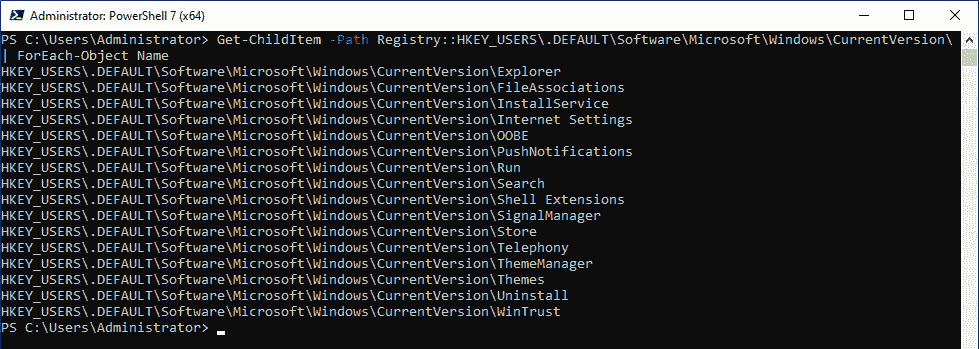 Administrator: PowerShell 7 (x64)
PS C:\Users\Administrator> Get-ChildItem -Path Registry::HKEY_USERS\.DEFAULT\Software\Microsoft\Windows\CurrentVersion\
| ForEach-Object Name
HKEY_USERS\.DEFAULT\Software\Microsoft\Windows\CurrentVersion\Explorer
HKEY_USERS\.DEFAULT\Software\Microsoft\Windows\CurrentVersion\FileAssociations
HKEY_USERS\.DEFAULT\Software\Microsoft\Windows\CurrentVersion\InstallService
HKEY_USERS\.DEFAULT\Software\Microsoft\Windows\CurrentVersion\Internet Settings
HKEY_USERS\.DEFAULT\Software\Microsoft\Windows\CurrentVersion\OOBE
HKEY_USERS\.DEFAULT\Software\Microsoft\Windows\CurrentVersion\PushNotifications
HKEY_USERS\.DEFAULT\Software\Microsoft\Windows\CurrentVersion\Run
HKEY_USERS\.DEFAULT\Software\Microsoft\Windows\CurrentVersion\Search
HKEY_USERS\.DEFAULT\Software\Microsoft\Windows\CurrentVersion\Shell Extensions
HKEY_USERS\.DEFAULT\Software\Microsoft\Windows\CurrentVersion\SignalManager
HKEY_USERS\.DEFAULT\Software\Microsoft\Windows\CurrentVersion\Store
HKEY_USERS\.DEFAULT\Software\Microsoft\Windows\CurrentVersion\Telephony
HKEY_USERS\.DEFAULT\Software\Microsoft\Windows\CurrentVersion\ThemeManager
HKEY_USERS\.DEFAULT\Software\Microsoft\Windows\CurrentVersion\Themes
HKEY_USERS\.DEFAULT\Software\Microsoft\Windows\CurrentVersion\Uninstall
HKEY_USERS\.DEFAULT\Software\Microsoft\Windows\CurrentVersion\WinTrust
PS C:\Users\Administrator>